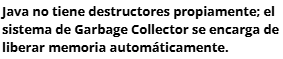 Java no tiene destructores propiamente; el
sistema de Garbage Collector se encarga de
liberar memoria automáticamente.